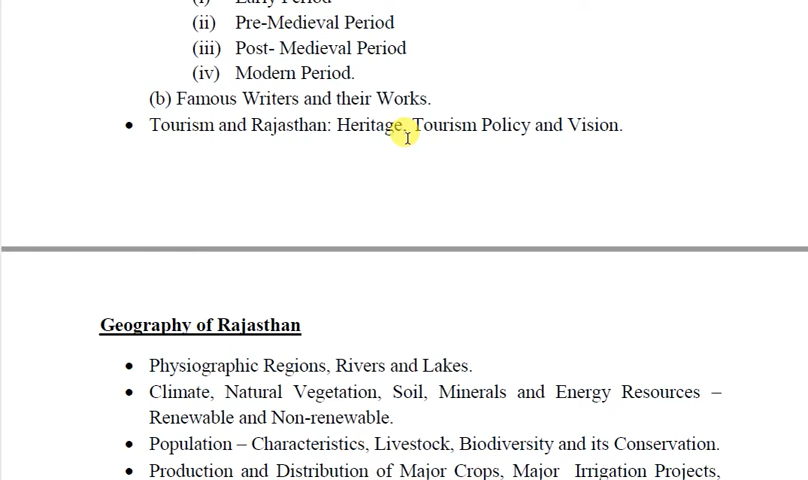 (i) Early Period
(ii) Pre-Medieval Period
(iii) Post- Medieval Period
(iv) Modern Period.
(b) Famous Writers and their Works.
• Tourism and Rajasthan: Heritage, Tourism Policy and Vision.
Geography of Rajasthan
• Physiographic Regions, Rivers and Lakes.
• Climate, Natural Vegetation, Soil, Minerals and Energy Resources –
Renewable and Non-renewable.
• Population – Characteristics, Livestock, Biodiversity and its Conservation.
• Production and Distribution of Major Crops, Major Irrigation Projects,